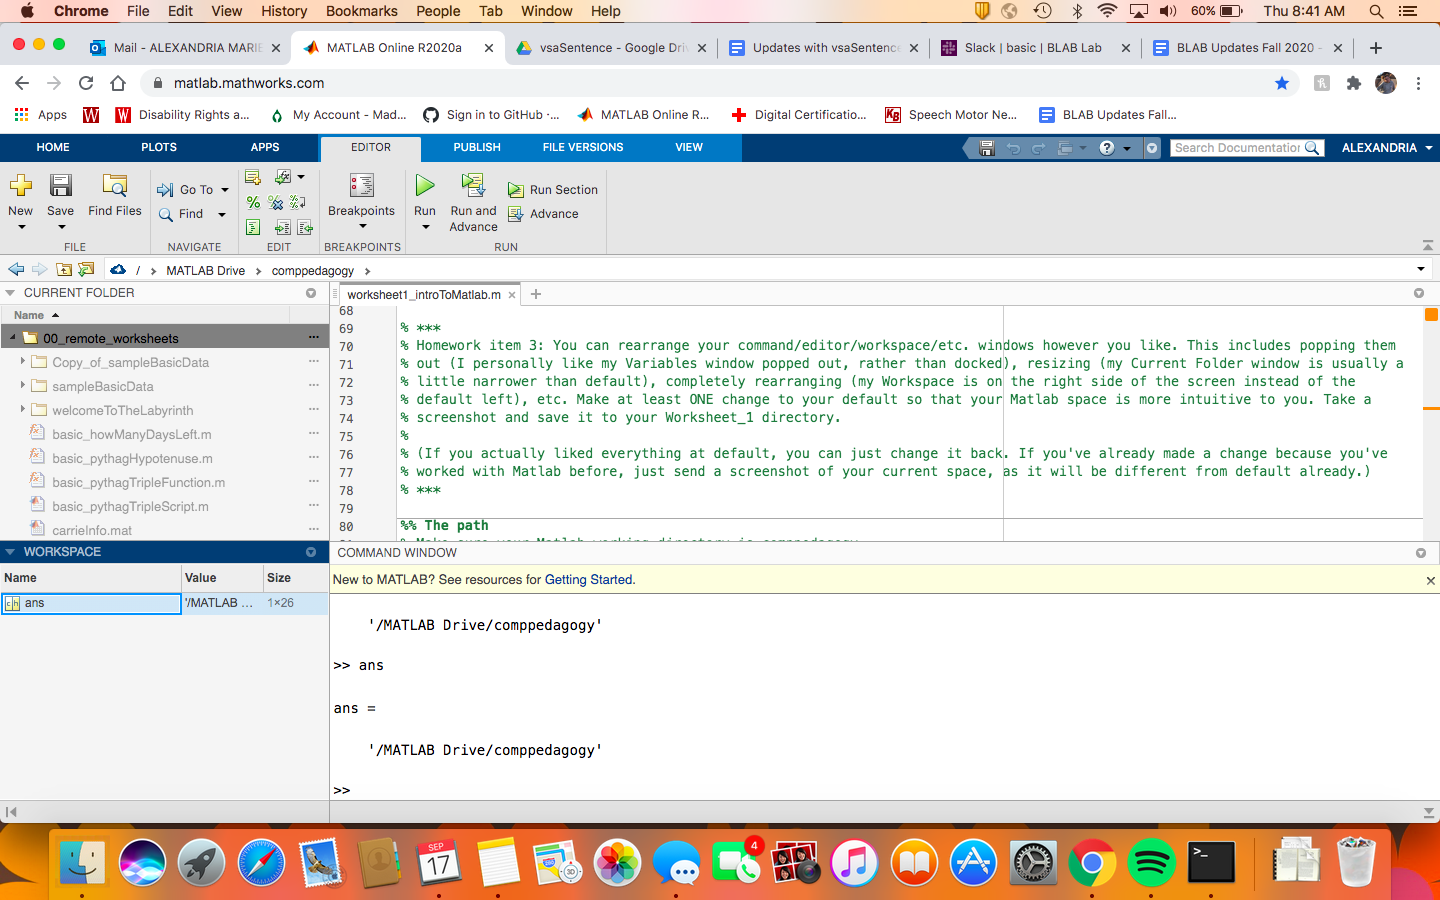 Chrome File Edit View History Bookmarks People Tab Window Help 60% Thu 8:41 AM
Mail - ALEXANDRIA MARIE MATLAB Online R2020a vsaSentence - Google Driv Updates with vsaSentence Slack | basic | BLAB Lab BLAB Updates Fall 2020 -
matlab.mathworks.com
Apps Disability Rights a... My Account - Mad... Sign in to GitHub ·... MATLAB Online R... Digital Certificatio... Speech Motor Ne... BLAB Updates Fall...
HOME PLOTS APPS EDITOR PUBLISH FILE VERSIONS VIEW Search Documentation ALEXANDRIA
New Save Find Files Go To Find Breakpoints Run Run and Advance Run Section Advance
FILE NAVIGATE EDIT BREAKPOINTS RUN
/ › MATLAB Drive › comppedagogy ›
CURRENT FOLDER
Name
00_remote_worksheets
Copy_of_sampleBasicData
sampleBasicData
welcomeToTheLabyrinth
basic_howManyDaysLeft.m
basic_pythagHypotenuse.m
basic_pythagTripleFunction.m
basic_pythagTripleScript.m
carrieInfo.mat
WORKSPACE
Name Value Size
ch ans '/MATLAB ... 1×26
worksheet1_introToMatlab.m
68
69 % ***
70 % Homework item 3: You can rearrange your command/editor/workspace/etc. windows however you like. This includes popping them
71 % out (I personally like my Variables window popped out, rather than docked), resizing (my Current Folder window is usually a
72 % little narrower than default), completely rearranging (my Workspace is on the right side of the screen instead of the
73 % default left), etc. Make at least ONE change to your default so that your Matlab space is more intuitive to you. Take a
74 % screenshot and save it to your Worksheet_1 directory.
75 %
76 % (If you actually liked everything at default, you can just change it back. If you've already made a change because you've
77 % worked with Matlab before, just send a screenshot of your current space, as it will be different from default already.)
78 % ***
79
80 %% The path
% Make sure your Matlab working directory is comppedagogy
COMMAND WINDOW
New to MATLAB? See resources for Getting Started.
'/MATLAB Drive/comppedagogy'
>> ans
ans =
'/MATLAB Drive/comppedagogy'
>>
SEP
17
3D
4
>_